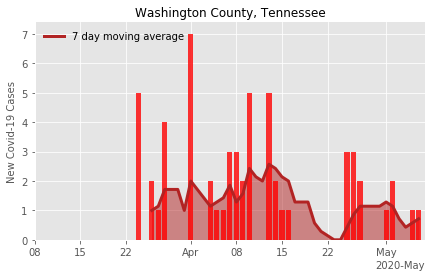 Washington County, Tennessee
7 day moving average
New Covid-19 Cases
7
6
5
4
3
2
1
0
08 15 22 Apr 08 15 22 May
2020-May